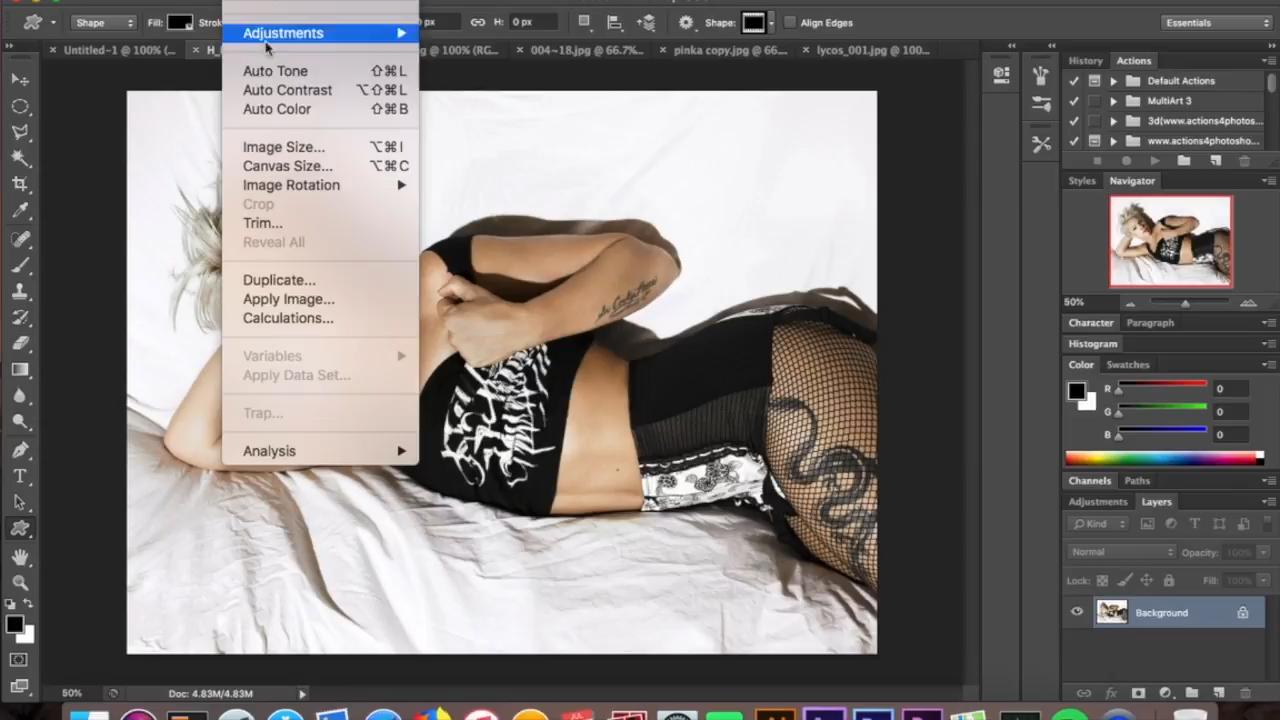 Shape
Fill:
px
H: 0 px
Shape:
Align Edges
Essentials
Untitled-1 @ 100% (...
@ 100% (RG...
004~18.jpg @ 66.7%...
pinka copy.jpg @ 66....
lycos_001.jpg @ 100...
Adjustments
Auto Tone ⇧⌘L
Auto Contrast ⌥⇧⌘L
Auto Color ⇧⌘B
Image Size... ⌥⌘I
Canvas Size... ⌥⌘C
Image Rotation
Crop
Trim...
Reveal All
Duplicate...
Apply Image...
Calculations...
Variables
Apply Data Set...
Trap...
Analysis
History Actions
Default Actions
MultiArt 3
3d(www.actions4photos...
www.actions4photosho...
Styles Navigator
50%
Character Paragraph
Histogram
Color Swatches
R 0
G 0
B 0
Channels Paths
Adjustments Layers
Kind
Normal Opacity: 100%
Lock: Fill: 100%
Background
50% Doc: 4.83M/4.83M